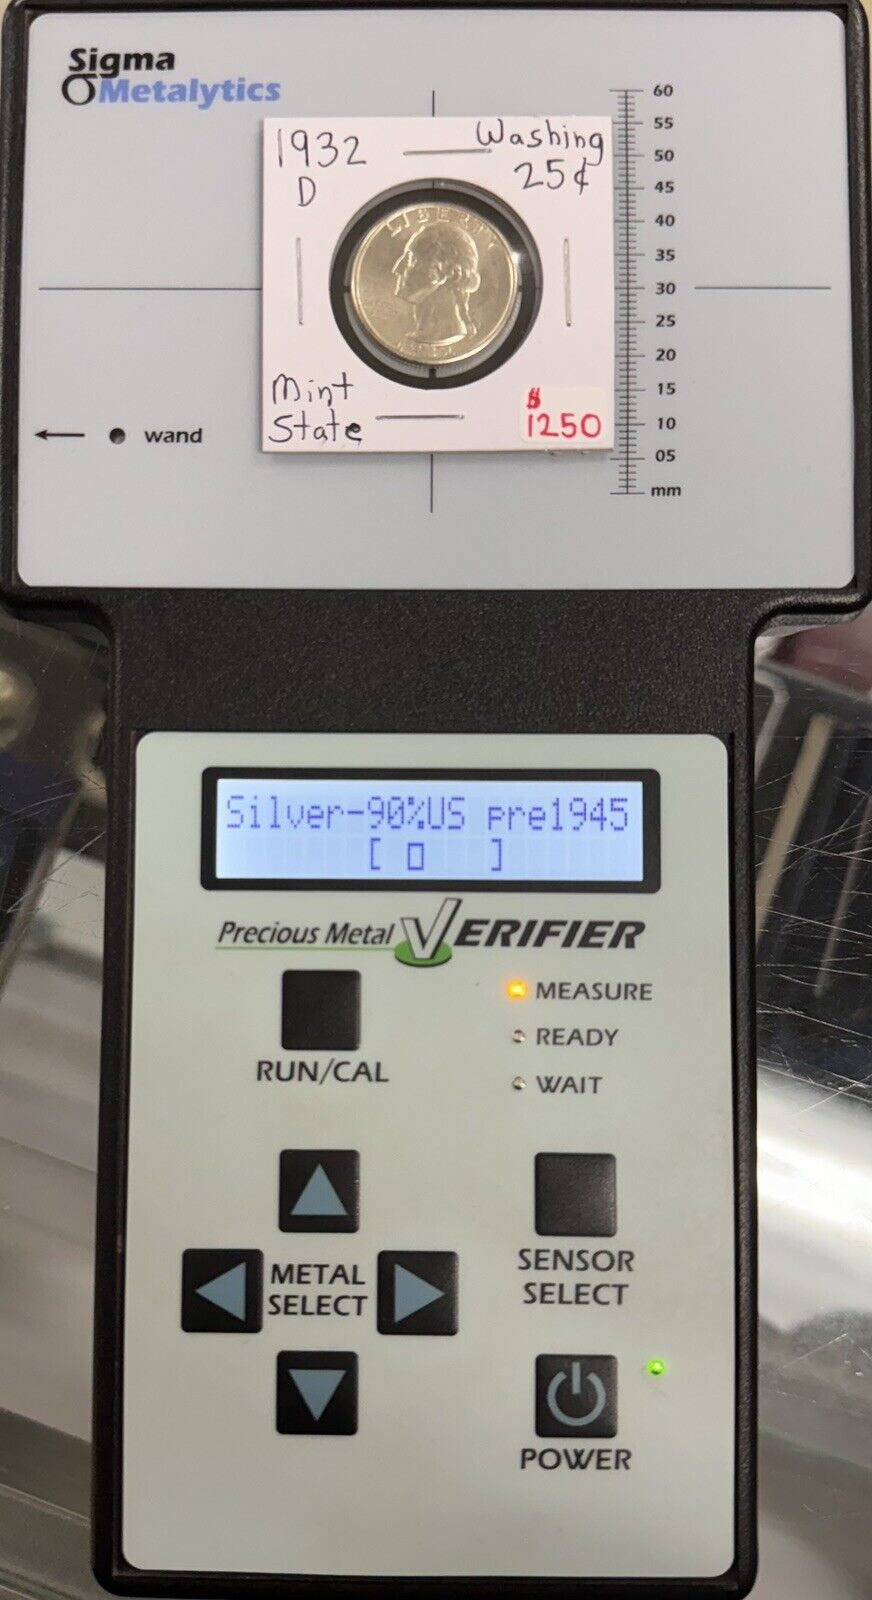 Sigma
Metalytics
1932
D
Washing
25¢
LIBERTY
Mint
State
$
1250
60
55
50
45
40
35
30
25
20
15
10
05
mm
wand
Silver-90%US pre1945
[ 0 ]
Precious Metal VERIFIER
RUN/CAL
MEASURE
READY
WAIT
METAL
SELECT
SENSOR
SELECT
POWER